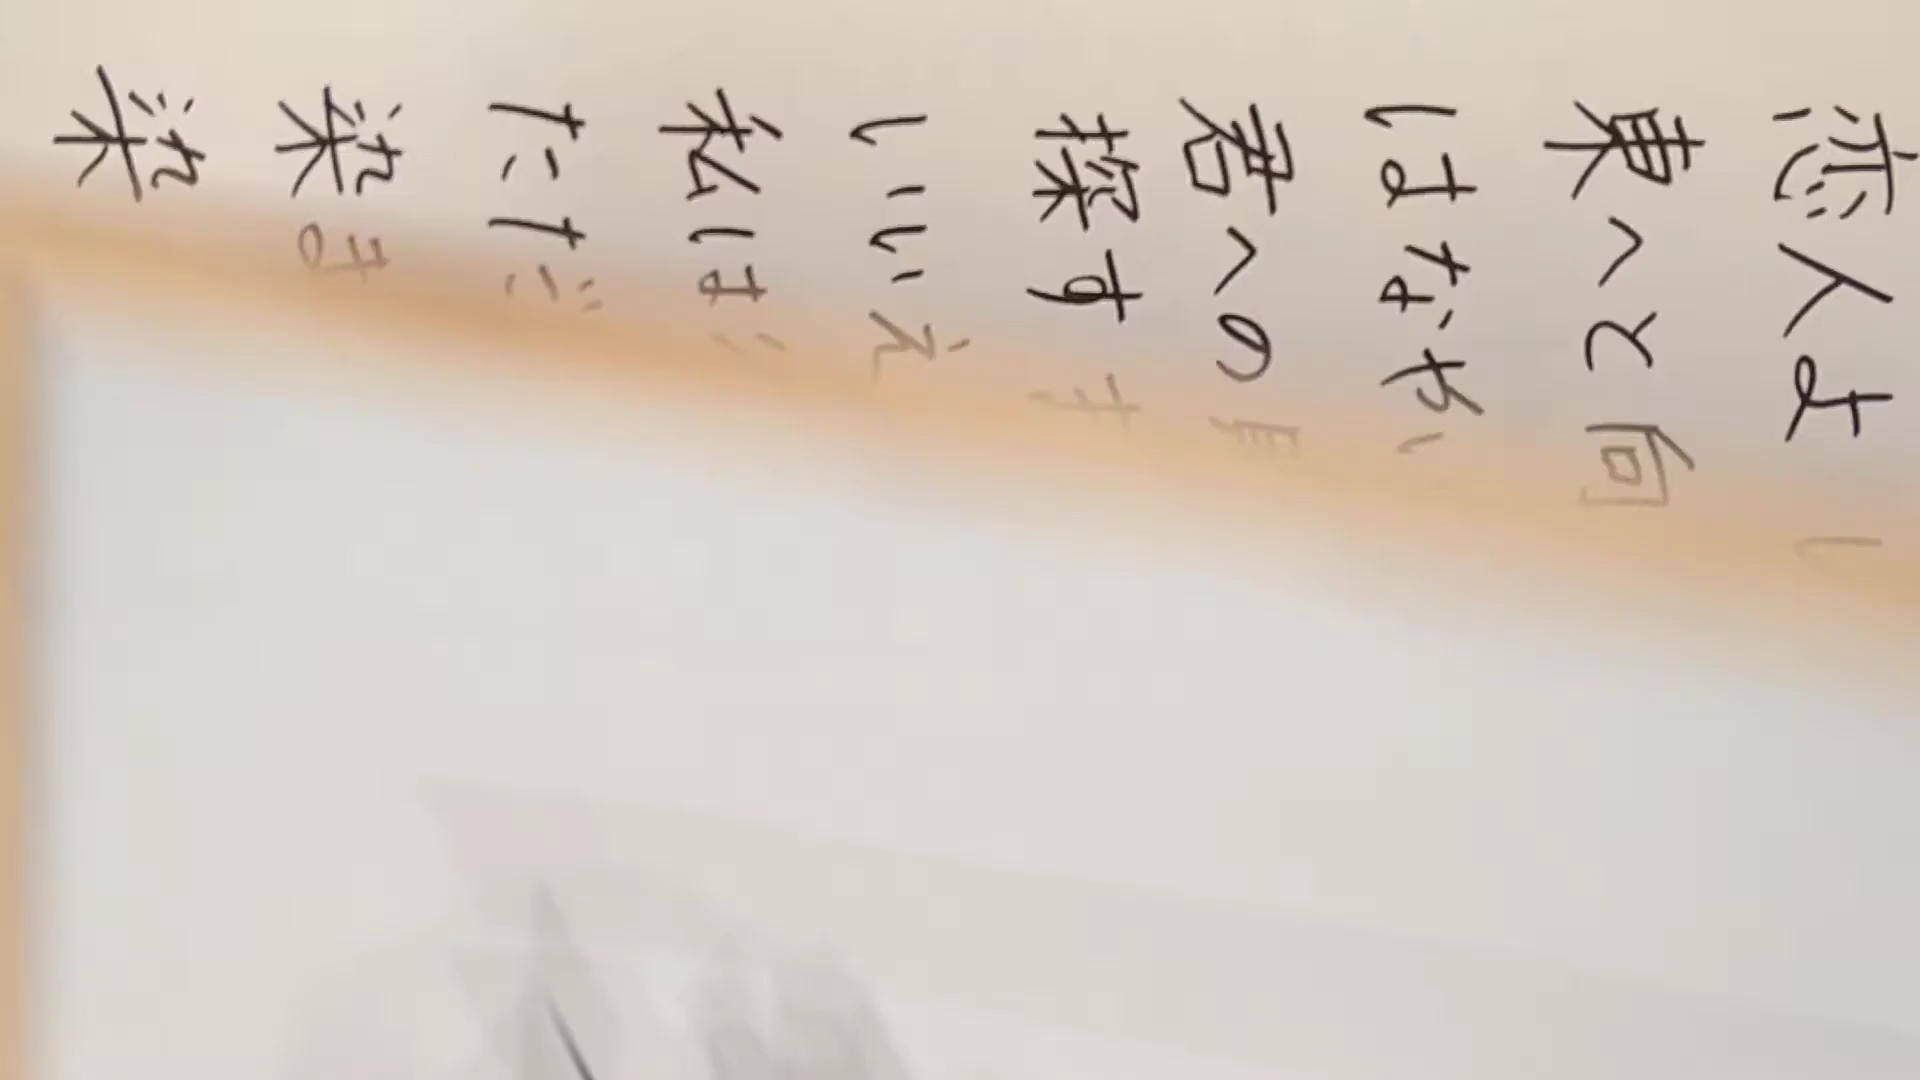 恋人よ
東へと向
はなやい
君への
探す
いいえ
私は
ただ
染ま
染